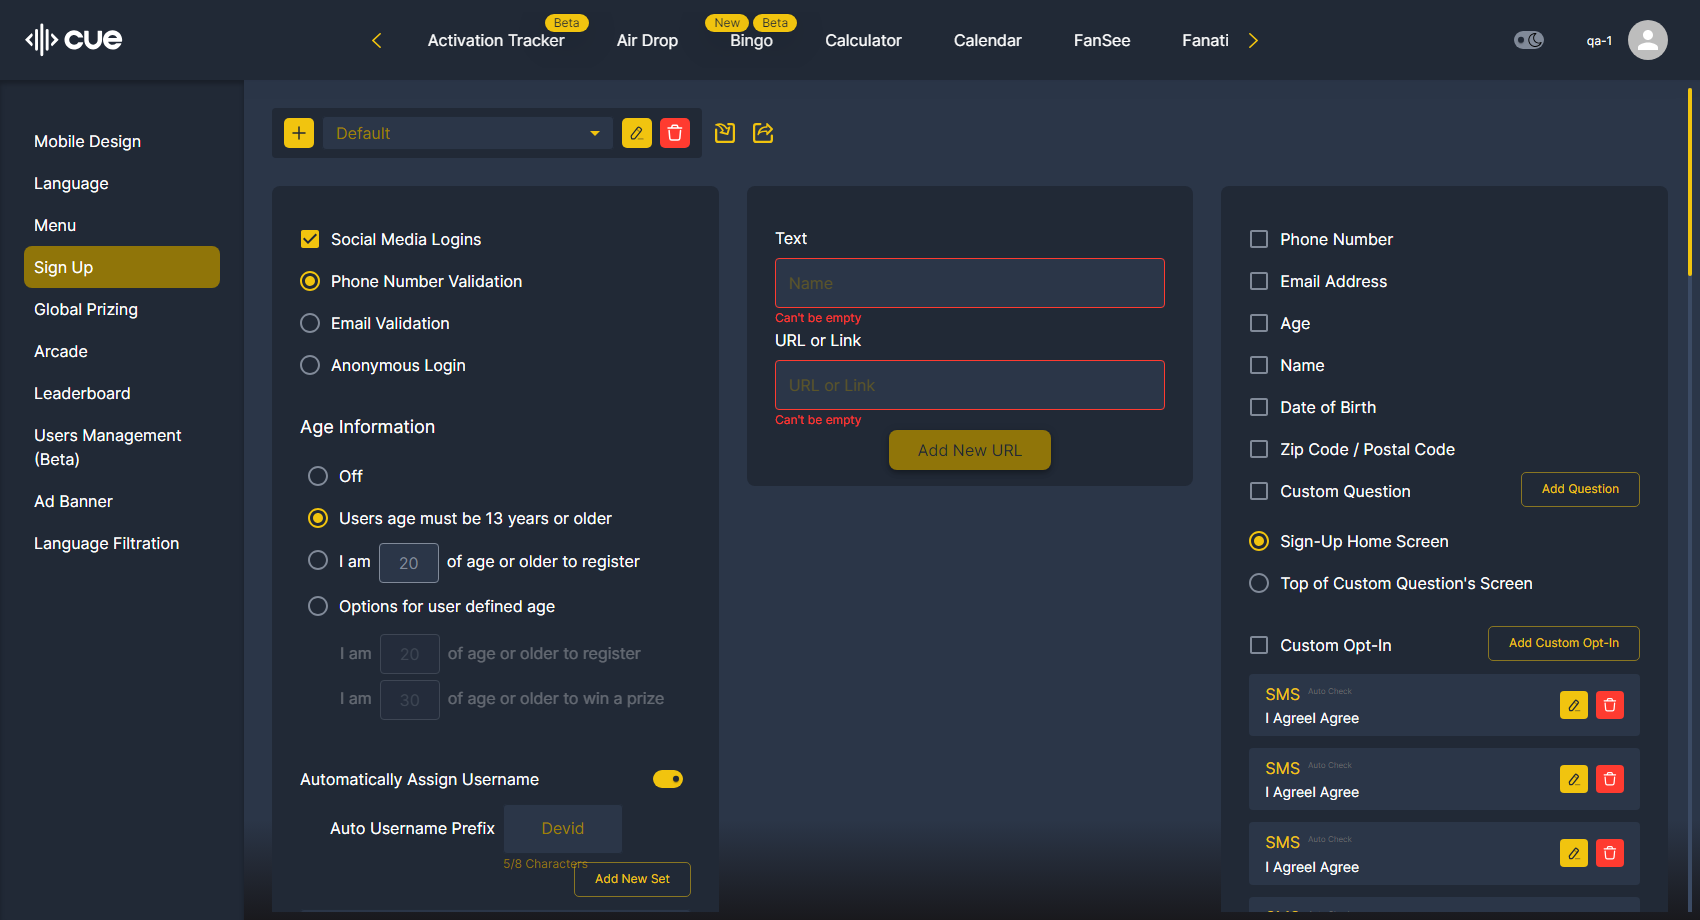 cue
Activation Tracker
Beta
Air Drop
New
Beta
Bingo
Calculator
Calendar
FanSee
Fanati
qa-1
Mobile Design
Language
Menu
Sign Up
Global Prizing
Arcade
Leaderboard
Users Management
(Beta)
Ad Banner
Language Filtration
Default
Social Media Logins
Phone Number Validation
Email Validation
Anonymous Login
Age Information
Off
Users age must be 13 years or older
I am 20 of age or older to register
Options for user defined age
I am 20 of age or older to register
I am 30 of age or older to win a prize
Automatically Assign Username
Auto Username Prefix Devid
5/8 Characters
Add New Set
Text
Name
Can't be empty
URL or Link
URL or Link
Can't be empty
Add New URL
Phone Number
Email Address
Age
Name
Date of Birth
Zip Code / Postal Code
Custom Question Add Question
Sign-Up Home Screen
Top of Custom Question's Screen
Custom Opt-In Add Custom Opt-In
SMS Auto Check
I AgreeI Agree
SMS Auto Check
I AgreeI Agree
SMS Auto Check
I AgreeI Agree